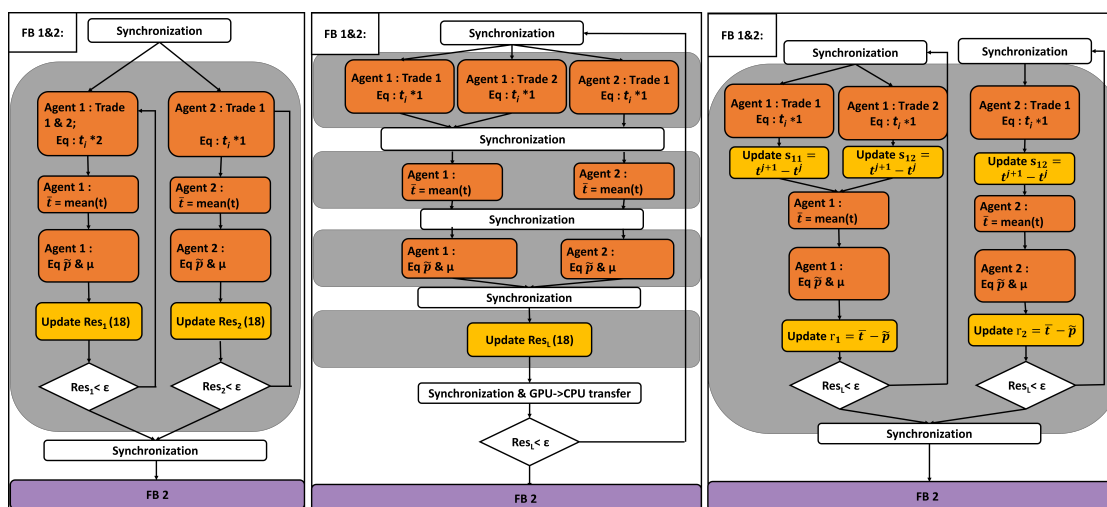 FB 1&2:
Synchronization
Agent 1 : Trade
1 & 2;
Eq : t_i *2
Agent 2 : Trade 1
Eq : t_i *1
Agent 1 :
t̄ = mean(t)
Agent 2 :
t̄ = mean(t)
Agent 1 :
Eq p̃ & μ
Agent 2 :
Eq p̃ & μ
Update Res₁ (18)
Update Res₂ (18)
Res₁< ε
Res₂< ε
Synchronization
FB 2
FB 1&2:
Synchronization
Agent 1 : Trade 1
Eq : t_i *1
Agent 1 : Trade 2
Eq : t_i *1
Agent 2 : Trade 1
Eq : t_i *1
Synchronization
Agent 1 :
t̄ = mean(t)
Agent 2 :
t̄ = mean(t)
Synchronization
Agent 1 :
Eq p̃ & μ
Agent 2 :
Eq p̃ & μ
Synchronization
Update Res_L (18)
Synchronization & GPU->CPU transfer
Res_L< ε
FB 2
FB 1&2:
Synchronization
Synchronization
Agent 1 : Trade 1
Eq : t_i *1
Agent 1 : Trade 2
Eq : t_i *1
Agent 2 : Trade 1
Eq : t_i *1
Update s₁₁ =
t^{j+1} − t^j
Update s₁₂ =
t^{j+1} − t^j
Update s₁₂ =
t^{j+1} − t^j
Agent 1 :
t̄ = mean(t)
Agent 2 :
t̄ = mean(t)
Agent 1 :
Eq p̃ & μ
Agent 2 :
Eq p̃ & μ
Update r₁ = t̄ − p̃
Update r₂ = t̄ − p̃
Res_L< ε
Res_L< ε
Synchronization
FB 2